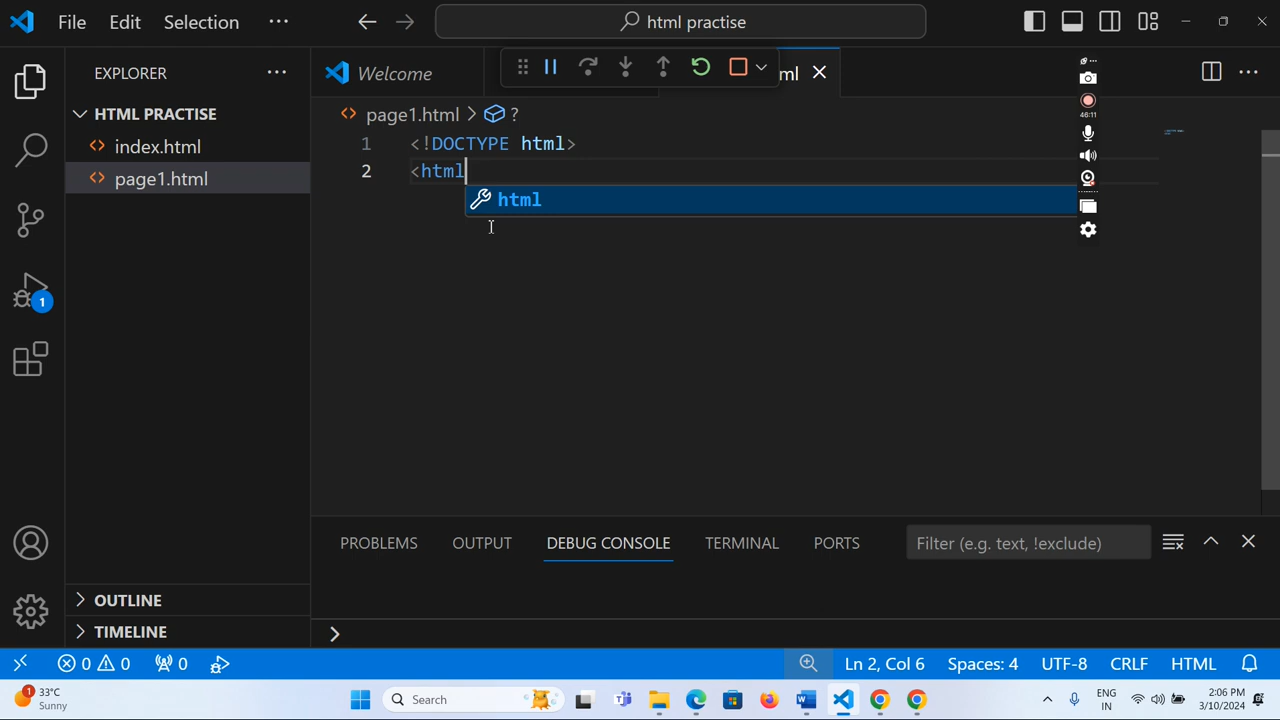 File Edit Selection ··· html practise
EXPLORER ···
Welcome
ml
HTML PRACTISE
page1.html > ?
index.html
page1.html
1 <!DOCTYPE html>
2 <html
html
46:11
1
PROBLEMS OUTPUT DEBUG CONSOLE TERMINAL PORTS Filter (e.g. text, !exclude)
OUTLINE
TIMELINE
0 0 0 Ln 2, Col 6 Spaces: 4 UTF-8 CRLF HTML
1 33°C
Sunny
Search
ENG
IN
2:06 PM
3/10/2024